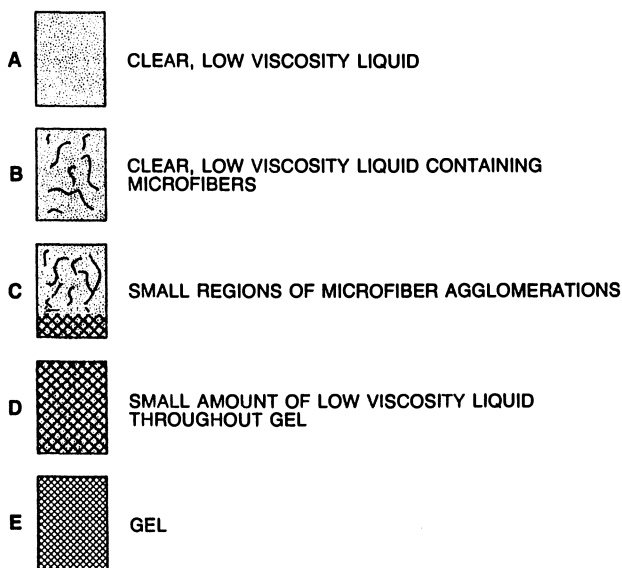 A CLEAR, LOW VISCOSITY LIQUID
B CLEAR, LOW VISCOSITY LIQUID CONTAINING
MICROFIBERS
C SMALL REGIONS OF MICROFIBER AGGLOMERATIONS
D SMALL AMOUNT OF LOW VISCOSITY LIQUID
THROUGHOUT GEL
E GEL